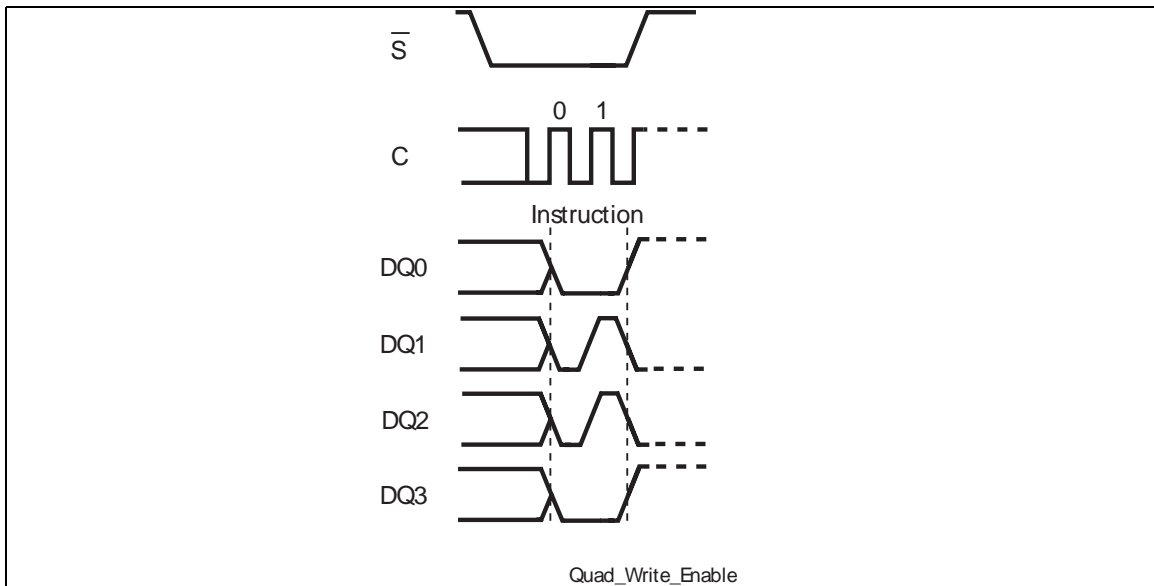 S̅
0 1
C
Instruction
DQ0
DQ1
DQ2
DQ3
Quad_Write_Enable